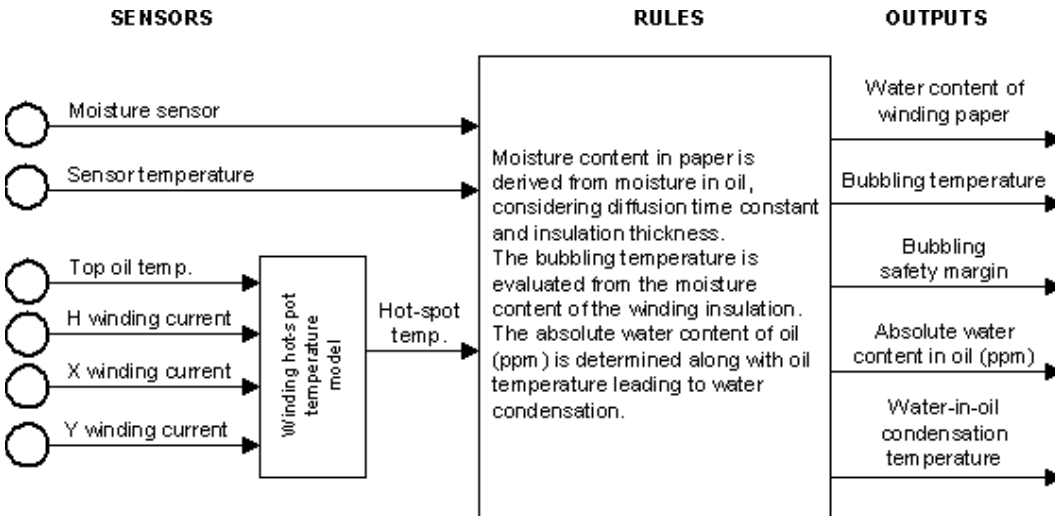 SENSORS
RULES
OUTPUTS
Moisture sensor
Sensor temperature
Top oil temp.
H winding current
X winding current
Y winding current
Winding hot-spot
temperature
model
Hot-spot
temp.
Moisture content in paper is
derived from moisture in oil,
considering diffusion time constant
and insulation thickness.
The bubbling temperature is
evaluated from the moisture
content of the winding insulation.
The absolute water content of oil
(ppm) is determined along with oil
temperature leading to water
condensation.
Water content of
winding paper
Bubbling temperature
Bubbling
safety margin
Absolute water
content in oil (ppm)
Water-in-oil
condensation
temperature